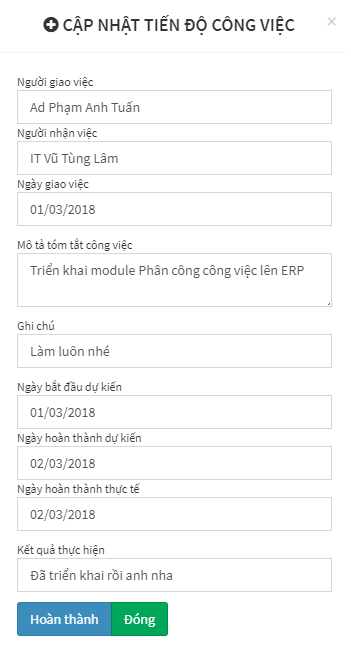 CẬP NHẬT TIẾN ĐỘ CÔNG VIỆC
×
Người giao việc
Ad Phạm Anh Tuấn
Người nhận việc
IT Vũ Tùng Lâm
Ngày giao việc
01/03/2018
Mô tả tóm tắt công việc
Triển khai module Phân công công việc lên ERP
Ghi chú
Làm luôn nhé
Ngày bắt đầu dự kiến
01/03/2018
Ngày hoàn thành dự kiến
02/03/2018
Ngày hoàn thành thực tế
02/03/2018
Kết quả thực hiện
Đã triển khai rồi anh nha
Hoàn thành Đóng